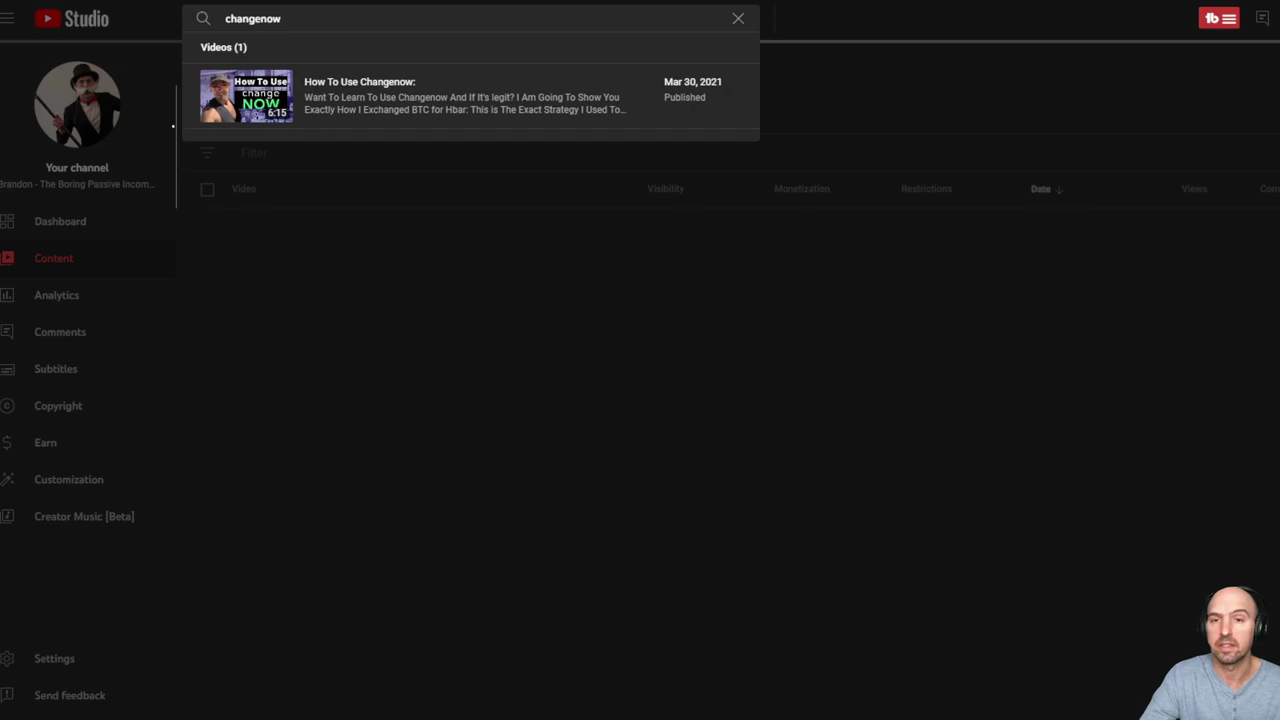 Studio
changenow
Videos (1)
How To Use
change
NOW
6:15
How To Use Changenow:
Want To Learn To Use Changenow And If It's legit? I Am Going To Show You
Exactly How I Exchanged BTC for Hbar: This is The Exact Strategy I Used To...
Mar 30, 2021
Published
Filter
Video
Visibility
Monetization
Restrictions
Date
Views
Com
Your channel
Brandon - The Boring Passive Incom...
Dashboard
Content
Analytics
Comments
Subtitles
Copyright
Earn
Customization
Creator Music [Beta]
Settings
Send feedback
tb